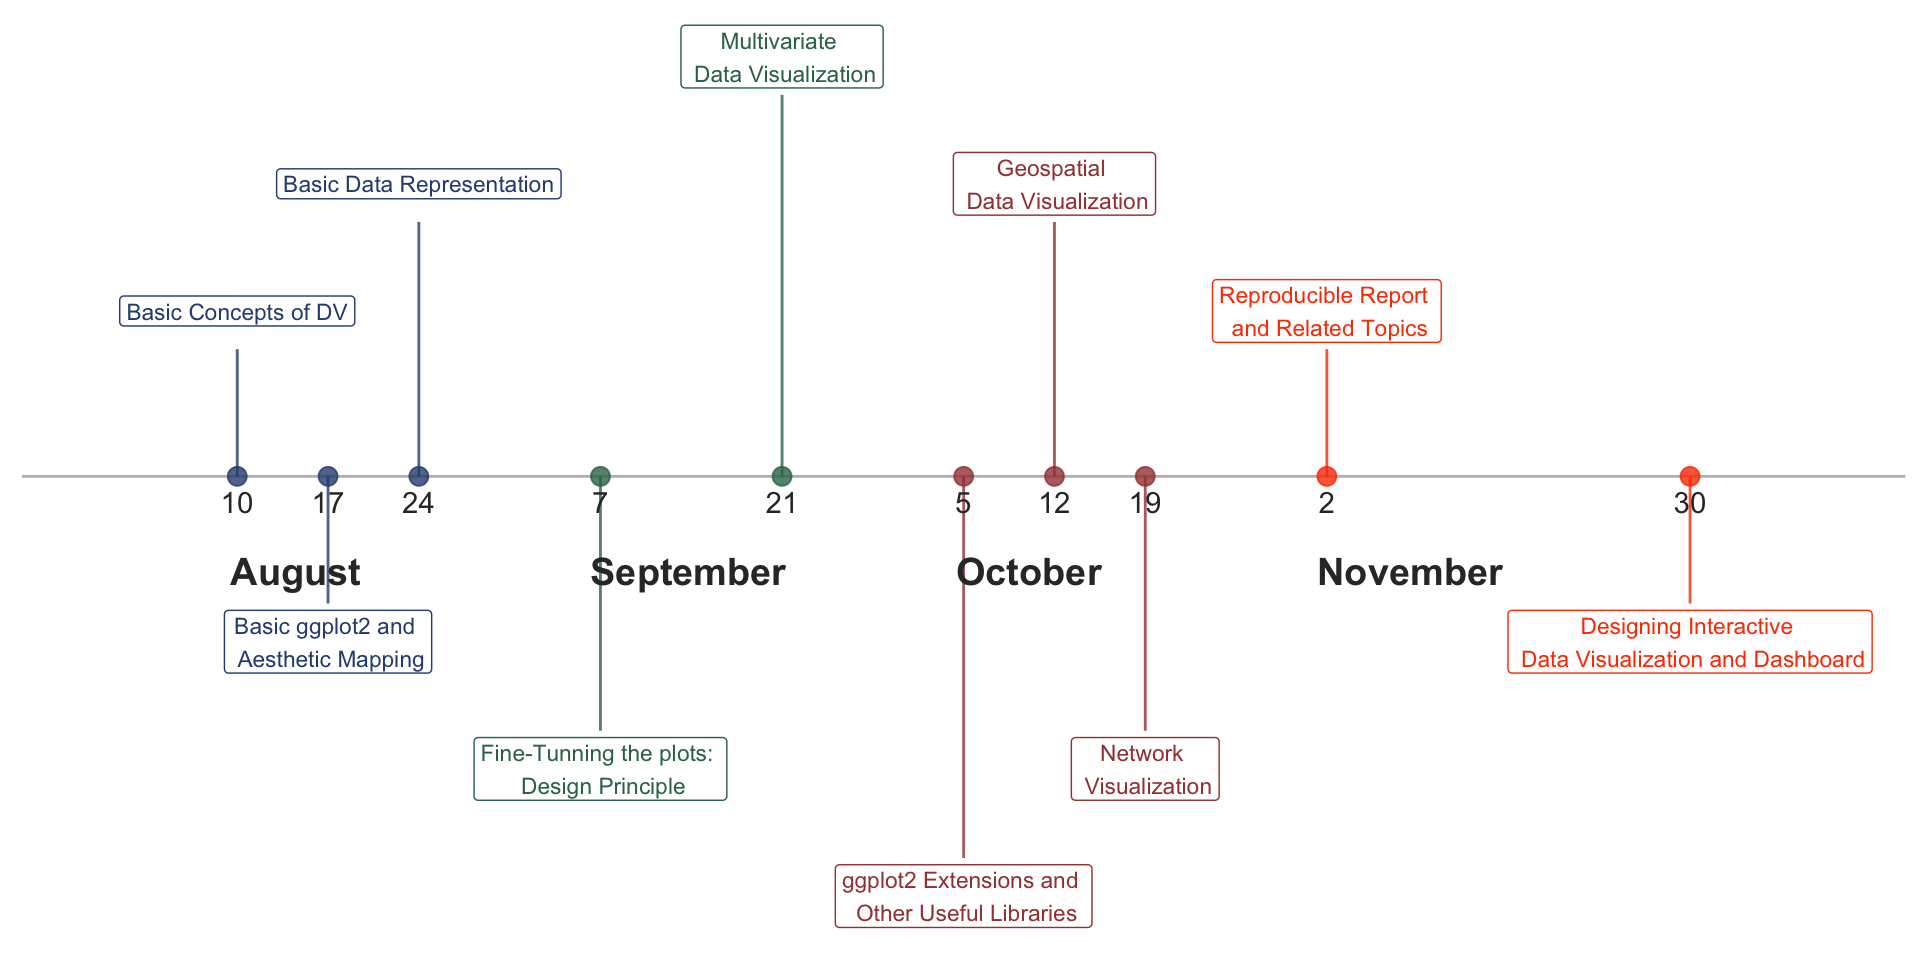 Multivariate
Data Visualization
Geospatial
Data Visualization
Basic Data Representation
Reproducible Report
and Related Topics
Basic Concepts of DV
10 17 24 7 21 5 12 19 2 30
August September October November
Basic ggplot2 and
Aesthetic Mapping
Designing Interactive
Data Visualization and Dashboard
Fine-Tunning the plots:
Design Principle
Network
Visualization
ggplot2 Extensions and
Other Useful Libraries